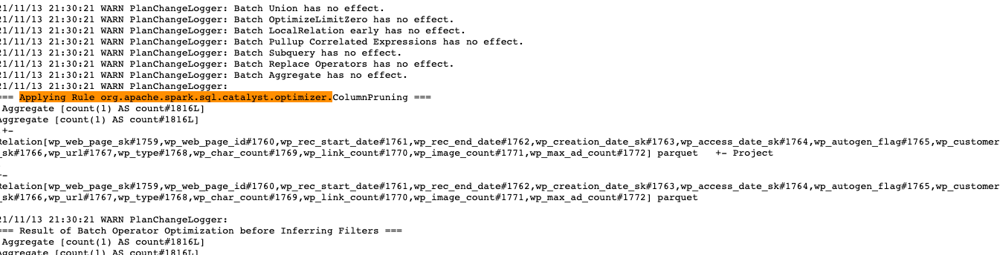 21/11/13 21:30:21 WARN PlanChangeLogger: Batch Union has no effect.
21/11/13 21:30:21 WARN PlanChangeLogger: Batch OptimizeLimitZero has no effect.
21/11/13 21:30:21 WARN PlanChangeLogger: Batch LocalRelation early has no effect.
21/11/13 21:30:21 WARN PlanChangeLogger: Batch Pullup Correlated Expressions has no effect.
21/11/13 21:30:21 WARN PlanChangeLogger: Batch Subquery has no effect.
21/11/13 21:30:21 WARN PlanChangeLogger: Batch Replace Operators has no effect.
21/11/13 21:30:21 WARN PlanChangeLogger: Batch Aggregate has no effect.
21/11/13 21:30:21 WARN PlanChangeLogger:
=== Applying Rule org.apache.spark.sql.catalyst.optimizer.ColumnPruning ===
Aggregate [count(1) AS count#1816L]
Aggregate [count(1) AS count#1816L]
+-
Relation[wp_web_page_sk#1759,wp_web_page_id#1760,wp_rec_start_date#1761,wp_rec_end_date#1762,wp_creation_date_sk#1763,wp_access_date_sk#1764,wp_autogen_flag#1765,wp_customer
_sk#1766,wp_url#1767,wp_type#1768,wp_char_count#1769,wp_link_count#1770,wp_image_count#1771,wp_max_ad_count#1772] parquet   +- Project
+-
Relation[wp_web_page_sk#1759,wp_web_page_id#1760,wp_rec_start_date#1761,wp_rec_end_date#1762,wp_creation_date_sk#1763,wp_access_date_sk#1764,wp_autogen_flag#1765,wp_customer
_sk#1766,wp_url#1767,wp_type#1768,wp_char_count#1769,wp_link_count#1770,wp_image_count#1771,wp_max_ad_count#1772] parquet
21/11/13 21:30:21 WARN PlanChangeLogger:
=== Result of Batch Operator Optimization before Inferring Filters ===
Aggregate [count(1) AS count#1816L]
Aggregate [count(1) AS count#1816L]